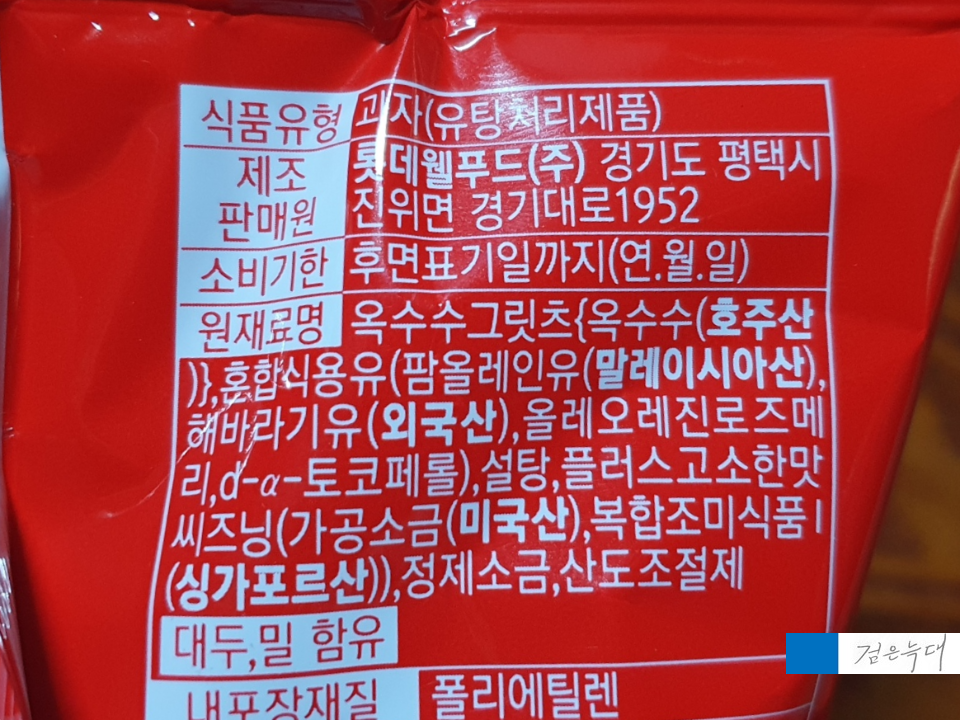 식품유형 과자(유탕처리제품)
제조 롯데웰푸드(주) 경기도 평택시
판매원 진위면 경기대로1952
소비기한 후면표기일까지(연.월.일)
원재료명 옥수수그릿츠{옥수수(호주산
)},혼합식용유(팜올레인유(말레이시아산),
해바라기유(외국산),올레오레진로즈메
리,d-α-토코페롤),설탕,플러스고소한맛
씨즈닝(가공소금(미국산),복합조미식품Ⅰ
(싱가포르산)),정제소금,산도조절제
대두,밀 함유
내포장재질 폴리에틸렌
검은늑대